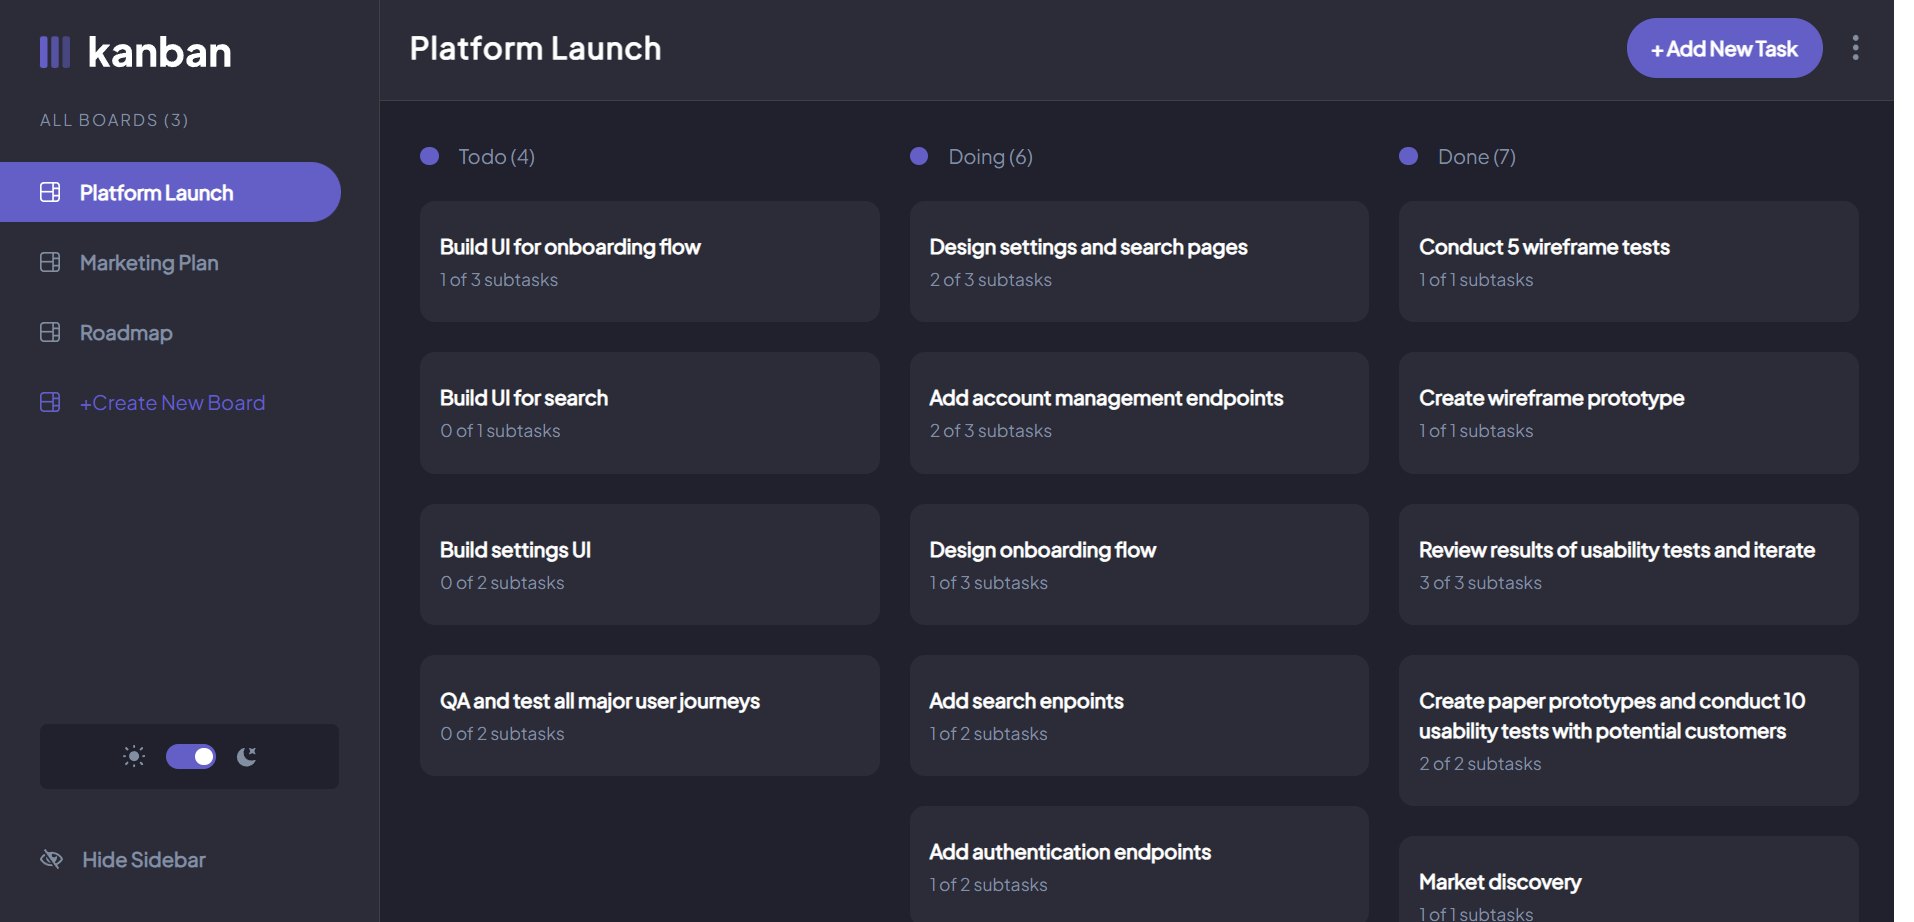 kanban
ALL BOARDS (3)
Platform Launch
Marketing Plan
Roadmap
+Create New Board
Hide Sidebar
Platform Launch
+ Add New Task
Todo (4)
Build UI for onboarding flow
1 of 3 subtasks
Build UI for search
0 of 1 subtasks
Build settings UI
0 of 2 subtasks
QA and test all major user journeys
0 of 2 subtasks
Doing (6)
Design settings and search pages
2 of 3 subtasks
Add account management endpoints
2 of 3 subtasks
Design onboarding flow
1 of 3 subtasks
Add search enpoints
1 of 2 subtasks
Add authentication endpoints
1 of 2 subtasks
Done (7)
Conduct 5 wireframe tests
1 of 1 subtasks
Create wireframe prototype
1 of 1 subtasks
Review results of usability tests and iterate
3 of 3 subtasks
Create paper prototypes and conduct 10
usability tests with potential customers
2 of 2 subtasks
Market discovery
1 of 1 subtasks